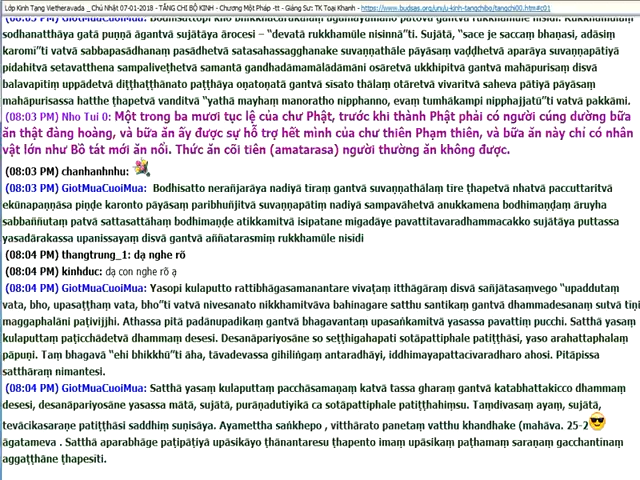 Lớp Kinh Tạng Vietheravada _ Chủ Nhật 07-01-2018 - TĂNG CHI BỘ KINH - Chương Một Pháp -tt - Giảng Sư: TK Toại Khanh - https://www.budsas.org/uni/u-kinh-tangchibo/tangchi00.htm#c01
sodhanatthāya gatā puṇṇā āgantvā sujātāya ārocesi – “devatā rukkhamūle nisinnā”ti. Sujātā, “sace je saccaṃ bhaṇasi, adāsiṃ
karomī”ti vatvā sabbapasādhanaṃ pasādhetvā satasahassagghanake suvaṇṇathāle pāyāsaṃ vaḍḍhetvā aparāya suvaṇṇapātiyā
pidahitvā setavatthena sampaliveṭhetvā samantā gandhadāmamālādāmāni osāretvā ukkhipitvā gantvā mahāpurisaṃ disvā
balavapītiṃ uppādetvā diṭṭhaṭṭhānato paṭṭhāya oṇatoṇatā gantvā sīsato thālaṃ otāretvā vivaritvā saheva pātiyā pāyāsaṃ
mahāpurisassa hatthe ṭhapetvā vanditvā “yathā mayhaṃ manoratho nipphanno, evaṃ tumhākampi nipphajjatū”ti vatvā pakkāmi.
(08:03 PM) Nho Tui 0: Một trong ba mươi tục lệ của chư Phật, trước khi thành Phật phải có người cúng dường bữa
ăn thật đàng hoàng, và bữa ăn ấy được sự hỗ trợ hết mình của chư thiên Phạm thiên, và bữa ăn này chỉ có nhân
vật lớn như Bồ tát mới ăn nổi. Thức ăn cõi tiên (amatarasa) người thường ăn không được.
(08:03 PM) chanhanhnhu:
(08:03 PM) GiotMuaCuoiMua: Bodhisatto nerañjarāya nadiyā tīraṃ gantvā suvaṇṇathālaṃ tīre ṭhapetvā nhatvā paccuttaritvā
ekūnapaṇṇāsa piṇḍe karonto pāyāsaṃ paribhuñjitvā suvaṇṇapātiṃ nadiyā sampavāhetvā anukkamena bodhimaṇḍaṃ āruyha
sabbaññutaṃ patvā sattasattāhaṃ bodhimaṇḍe atikkamitvā isipatane migadāye pavattitavaradhammacakko sujātāya puttassa
yasadārakassa upanissayaṃ disvā gantvā aññatarasmiṃ rukkhamūle nisīdi
(08:04 PM) thangtrung_1: dạ nghe rõ
(08:04 PM) kinhduc: dạ con nghe rõ ạ
(08:04 PM) GiotMuaCuoiMua: Yasopi kulaputto rattibhāgasamanantare vivaṭaṃ itthāgāraṃ disvā sañjātasaṃvego “upaddutaṃ
vata, bho, upasaṭṭhaṃ vata, bho”ti vatvā nivesanato nikkhamitvāva bahinagare satthu santikaṃ gantvā dhammadesanaṃ sutvā tīṇi
maggaphalāni paṭivijjhi. Athassa pitā padānupadikaṃ gantvā bhagavantaṃ upasaṅkamitvā yasassa pavattiṃ pucchi. Satthā yasaṃ
kulaputtaṃ paṭicchādetvā dhammaṃ desesi. Desanāpariyosāne so seṭṭhigahapati sotāpattiphale patiṭṭhāsi, yaso arahattaphalaṃ
pāpuṇi. Taṃ bhagavā “ehi bhikkhū”ti āha, tāvadevassa gihiliṅgaṃ antaradhāyi, iddhimayapattacīvaradharo ahosi. Pitāpissa
satthāraṃ nimantesi.
(08:04 PM) GiotMuaCuoiMua: Satthā yasaṃ kulaputtaṃ pacchāsamaṇaṃ katvā tassa gharaṃ gantvā katabhattakicco dhammaṃ
desesi, desanāpariyosāne yasassa mātā, sujātā, purāṇadutiyikā ca sotāpattiphale patiṭṭhahiṃsu. Taṃdivasaṃ ayaṃ, sujātā,
tevācikasaraṇe patiṭṭhāsi saddhiṃ suṇisāya. Ayamettha saṅkhepo , vitthārato panetaṃ vatthu khandhake (mahāva. 25-2
āgatameva . Satthā aparabhāge paṭipāṭiyā upāsikāyo ṭhānantaresu ṭhapento imaṃ upāsikaṃ paṭhamaṃ saraṇaṃ gacchantīnaṃ
aggaṭṭhāne ṭhapesīti.